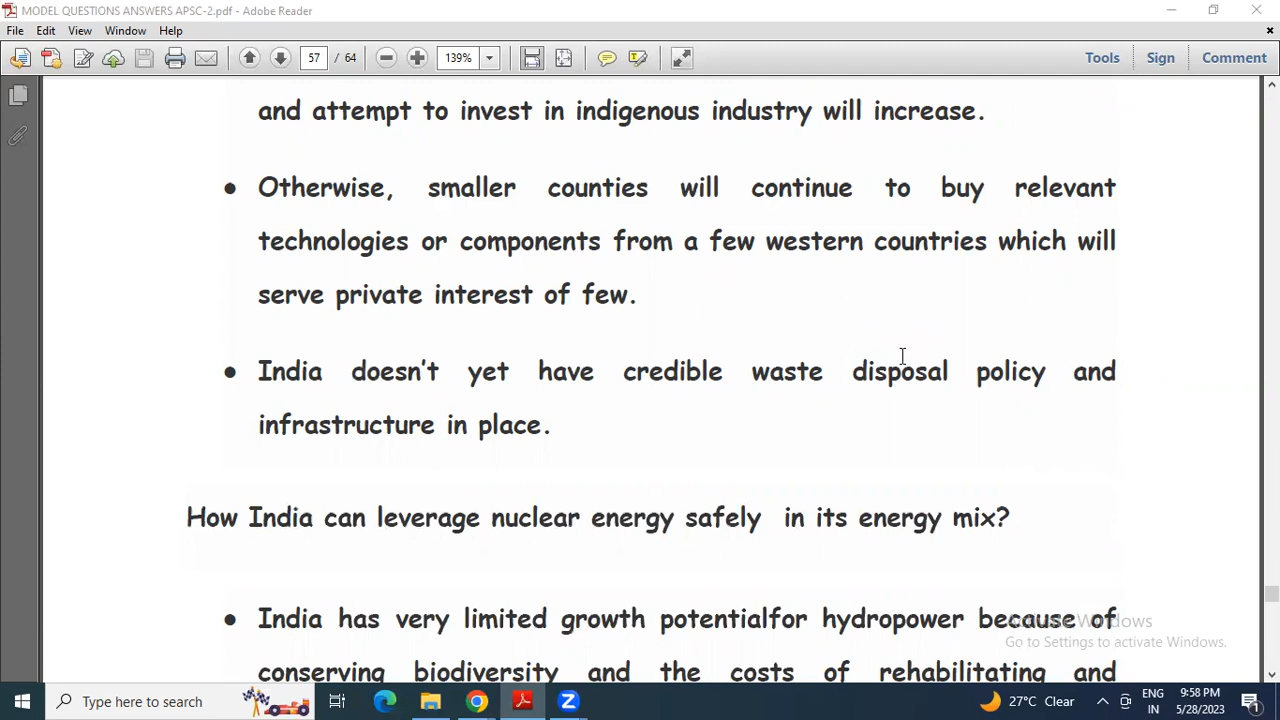 MODEL QUESTIONS ANSWERS APSC-2.pdf - Adobe Reader
File Edit View Window Help
57 / 64 139% Tools Sign Comment
and attempt to invest in indigenous industry will increase.
● Otherwise, smaller counties will continue to buy relevant
technologies or components from a few western countries which will
serve private interest of few.
● India doesn't yet have credible waste disposal policy and
infrastructure in place.
How India can leverage nuclear energy safely in its energy mix?
● India has very limited growth potentialfor hydropower because of
conserving biodiversity and the costs of rehabilitating and
Activate Windows
Go to Settings to activate Windows.
Type here to search 27°C Clear ENG IN 9:58 PM 5/28/2023